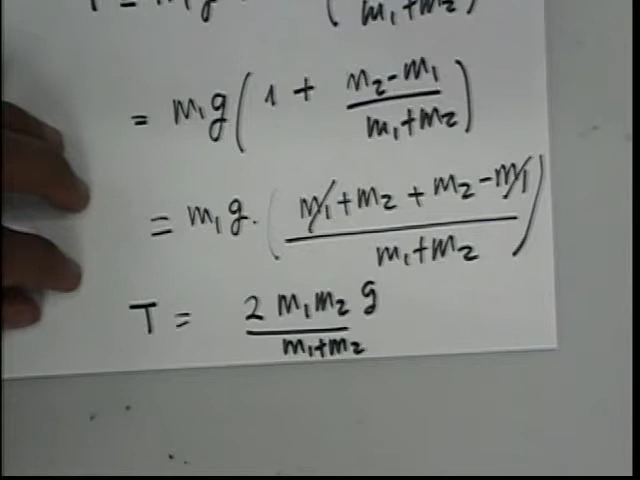 = m₁g(1 + (m₂-m₁)/(m₁+m₂))
= m₁g.((m₁+m₂+m₂-m₁)/(m₁+m₂))
T = 2 m₁m₂ g/(m₁+m₂)